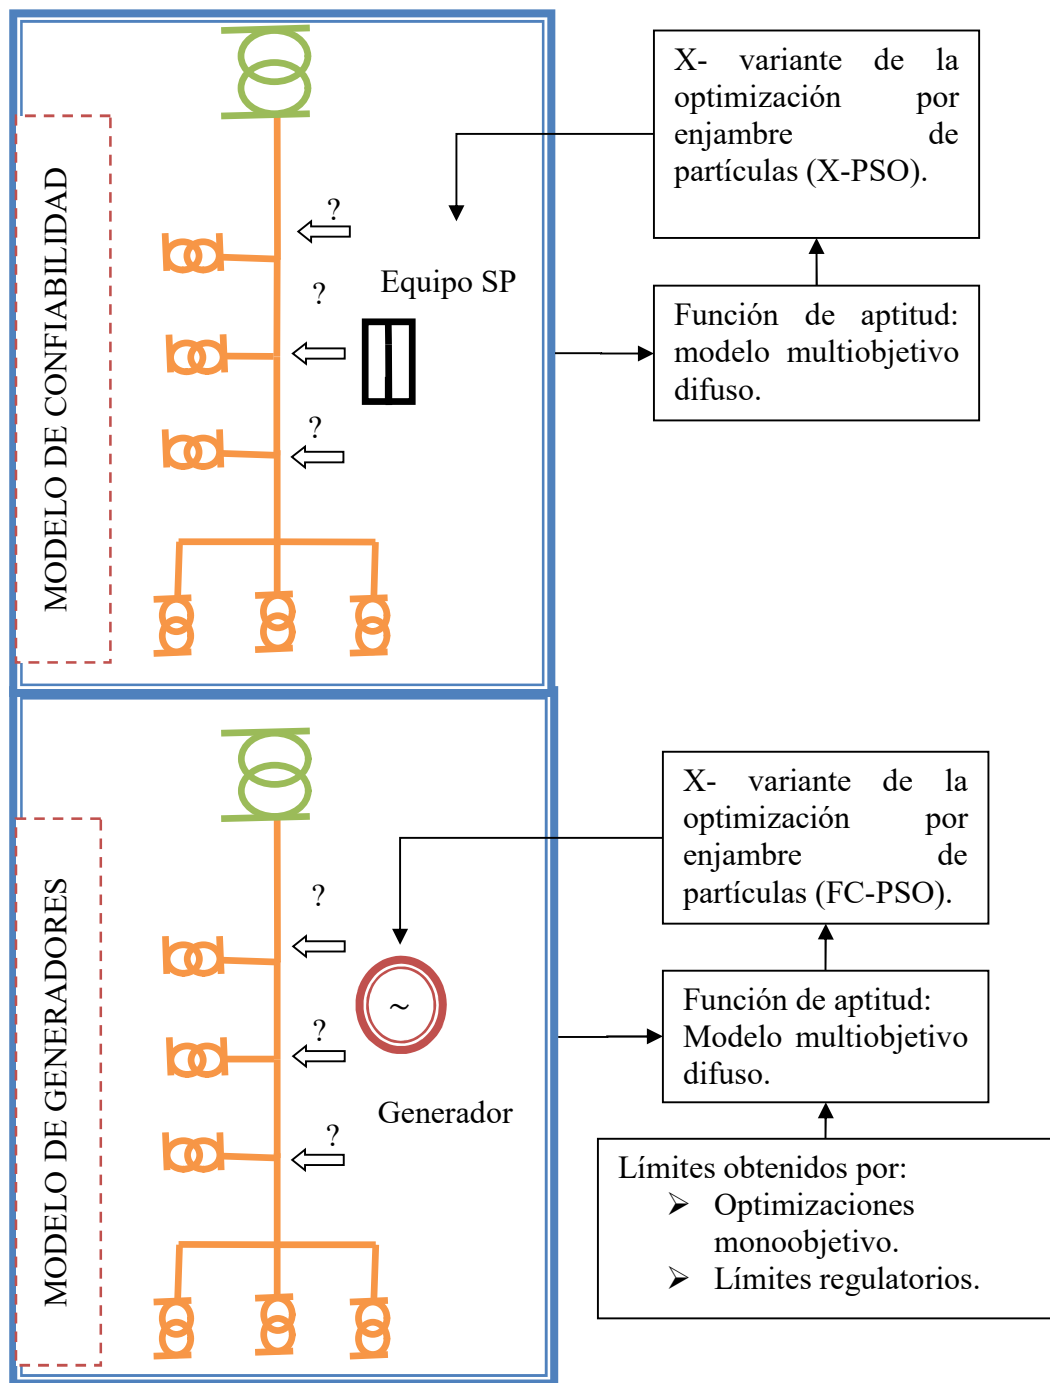 MODELO DE CONFIABILIDAD
?
?
?
Equipo SP
X- variante de la
optimización por
enjambre de
partículas (X-PSO).
Función de aptitud:
modelo multiobjetivo
difuso.
MODELO DE GENERADORES
?
?
?
~
Generador
X- variante de la
optimización por
enjambre de
partículas (FC-PSO).
Función de aptitud:
Modelo multiobjetivo
difuso.
Límites obtenidos por:
➢ Optimizaciones
monoobjetivo.
➢ Límites regulatorios.